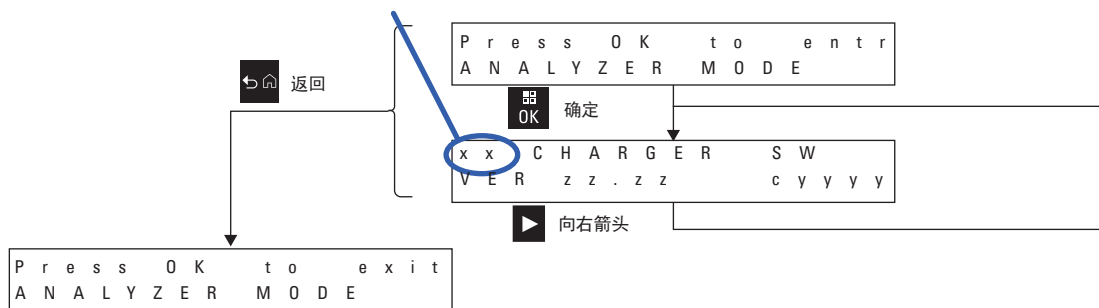 Press OK to entr
ANALYZER MODE
返回
OK 确定
xx CHARGER SW
VER zz.zz cyyyy
向右箭头
Press OK to exit
ANALYZER MODE